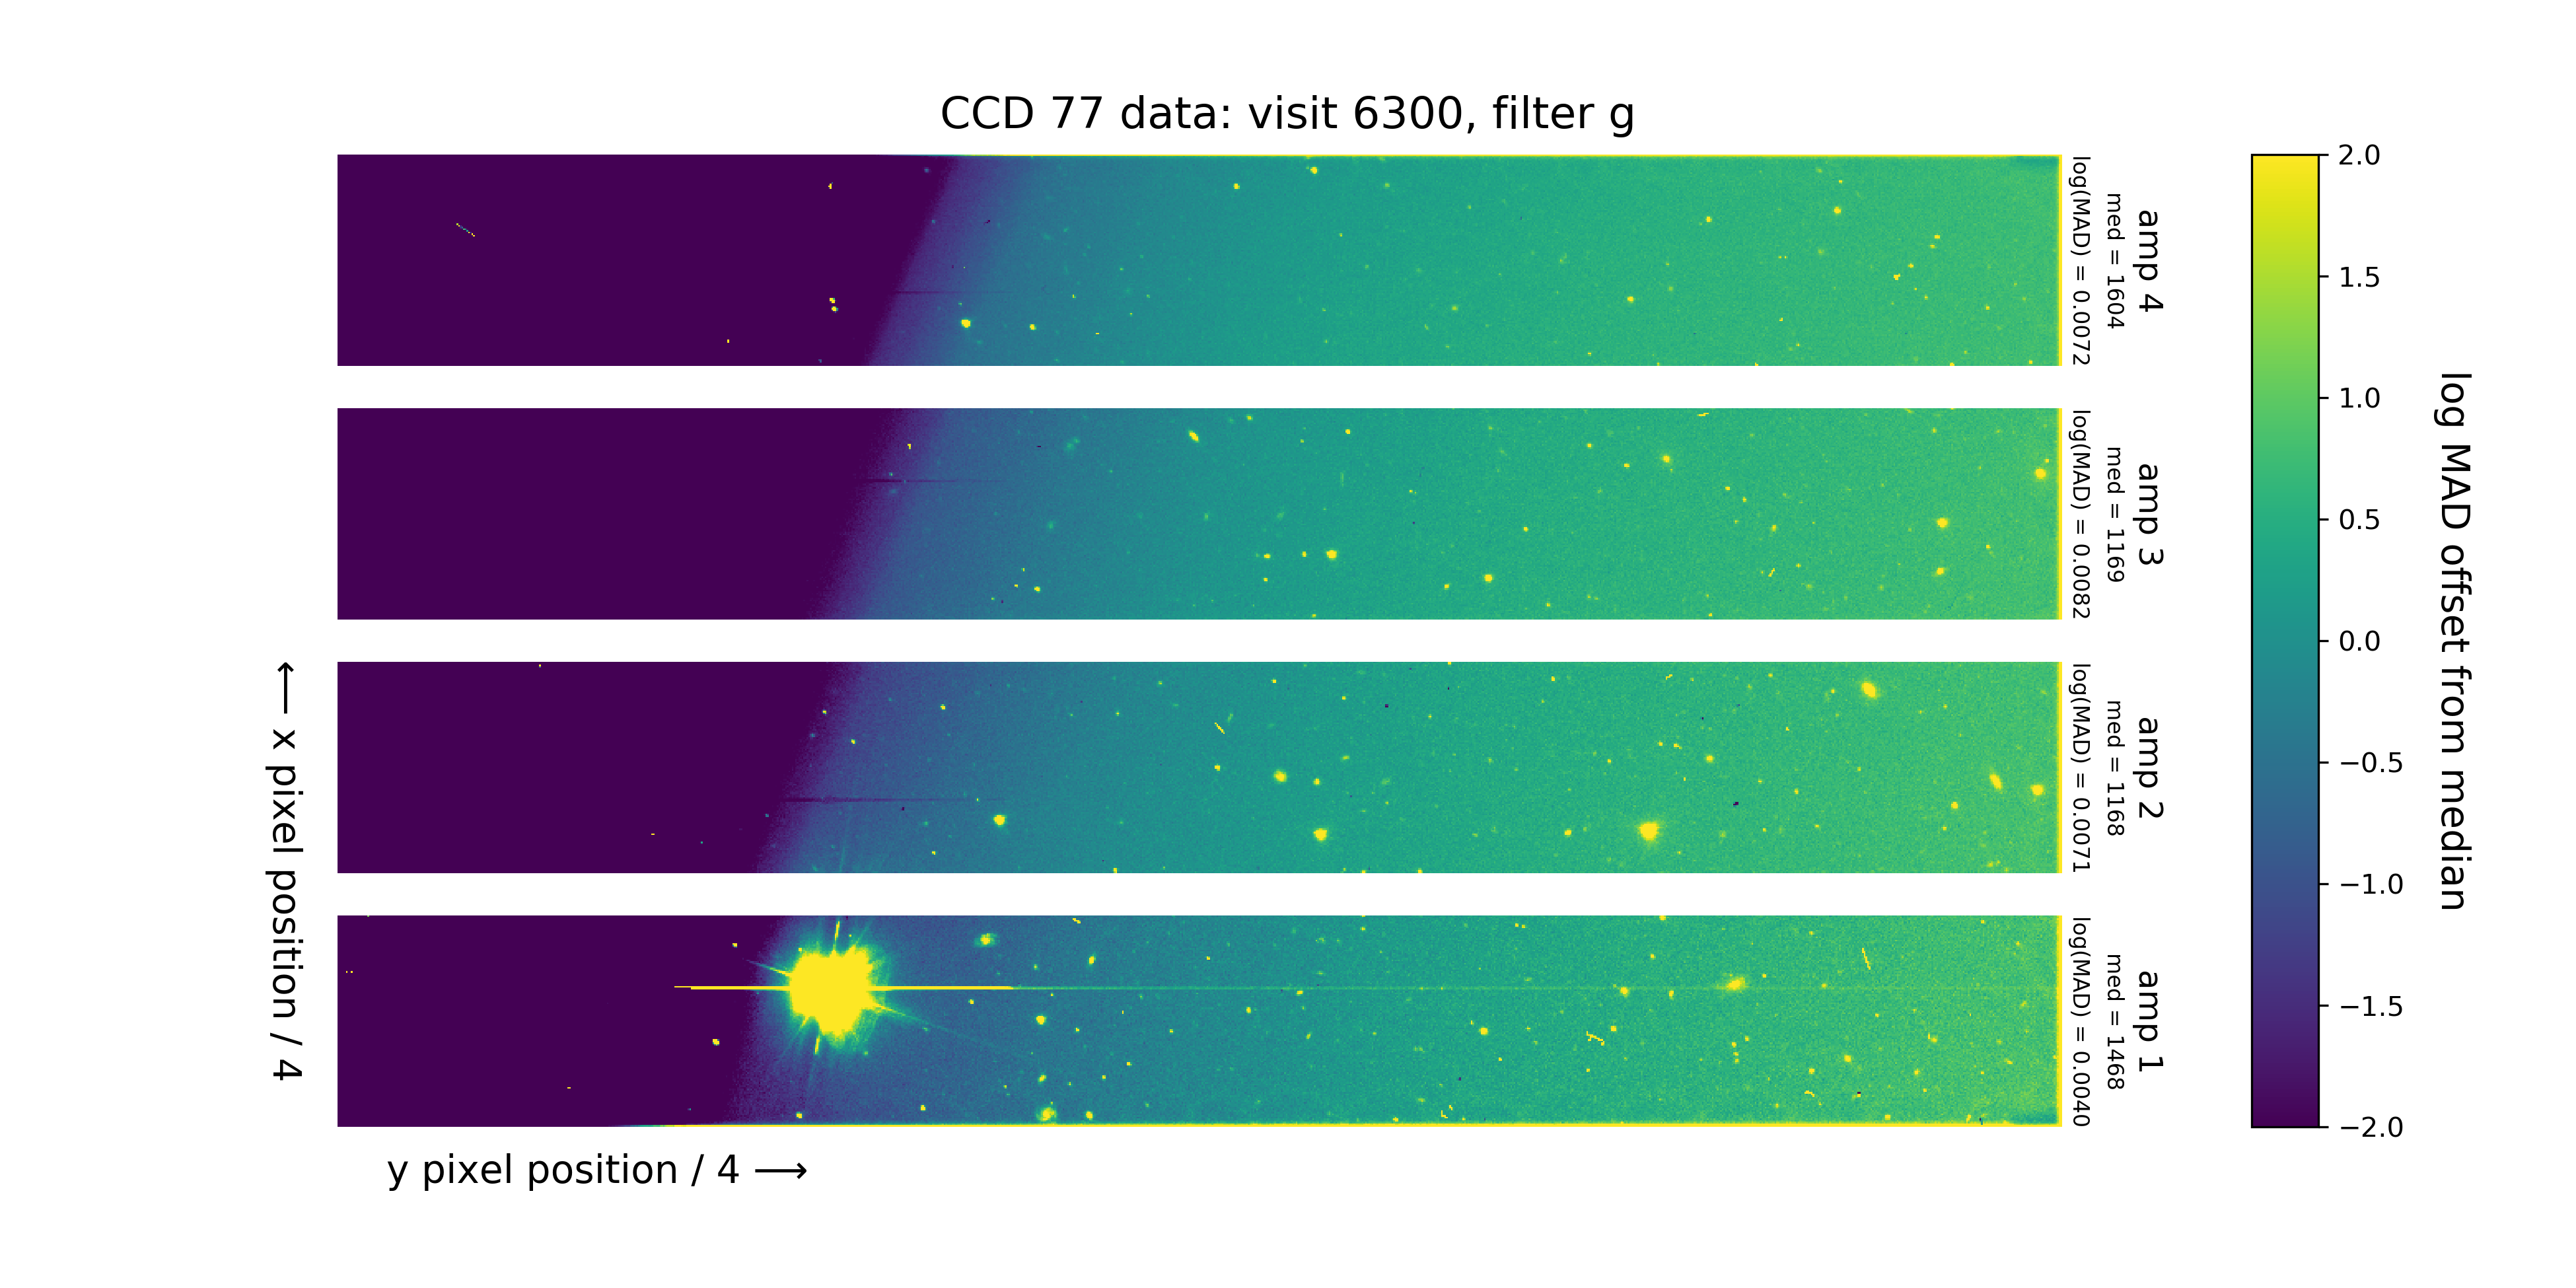 CCD 77 data: visit 6300, filter g
amp 4
med = 1604
log(MAD) = 0.0072
amp 3
med = 1169
log(MAD) = 0.0082
amp 2
med = 1168
log(MAD) = 0.0071
amp 1
med = 1468
log(MAD) = 0.0040
⟵ x pixel position / 4
y pixel position / 4 ⟶
2.0
1.5
1.0
0.5
0.0
−0.5
−1.0
−1.5
−2.0
log MAD offset from median